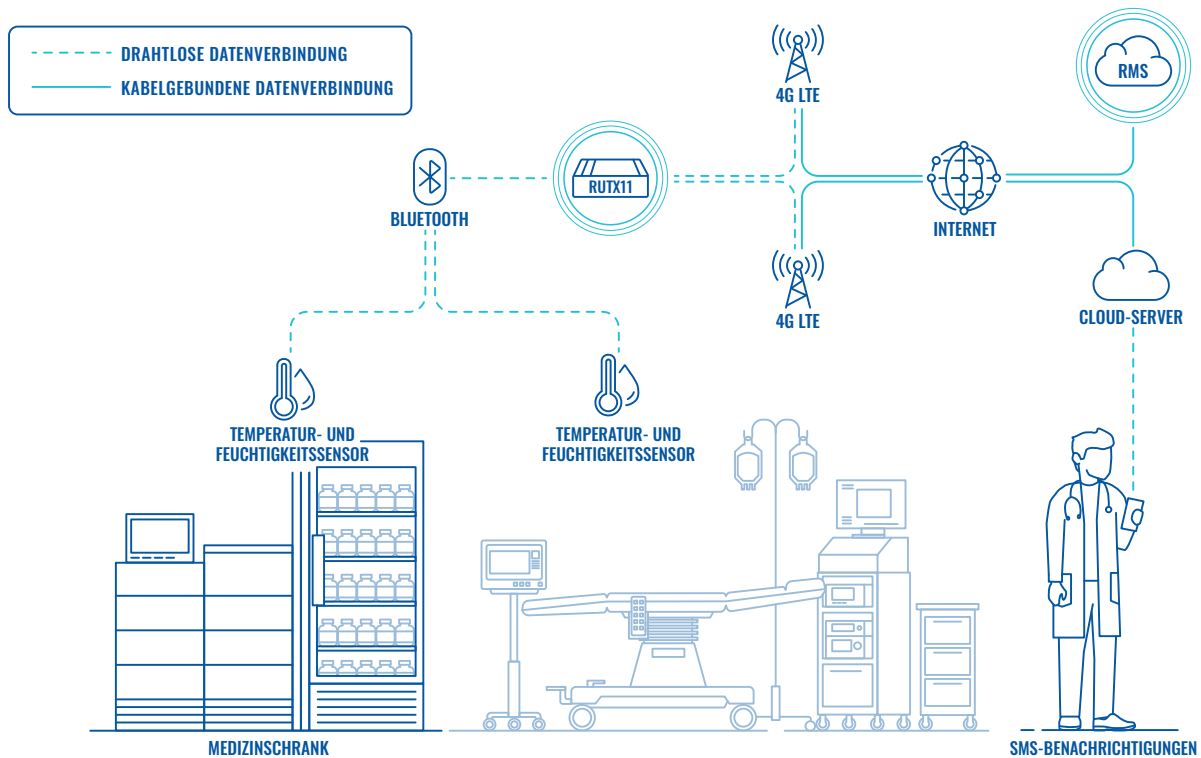 DRAHTLOSE DATENVERBINDUNG
KABELGEBUNDENE DATENVERBINDUNG
4G LTE
RMS
BLUETOOTH
RUTX11
INTERNET
4G LTE
CLOUD-SERVER
TEMPERATUR- UND
FEUCHTIGKEITSSENSOR
TEMPERATUR- UND
FEUCHTIGKEITSSENSOR
MEDIZINSCHRANK
SMS-BENACHRICHTIGUNGEN